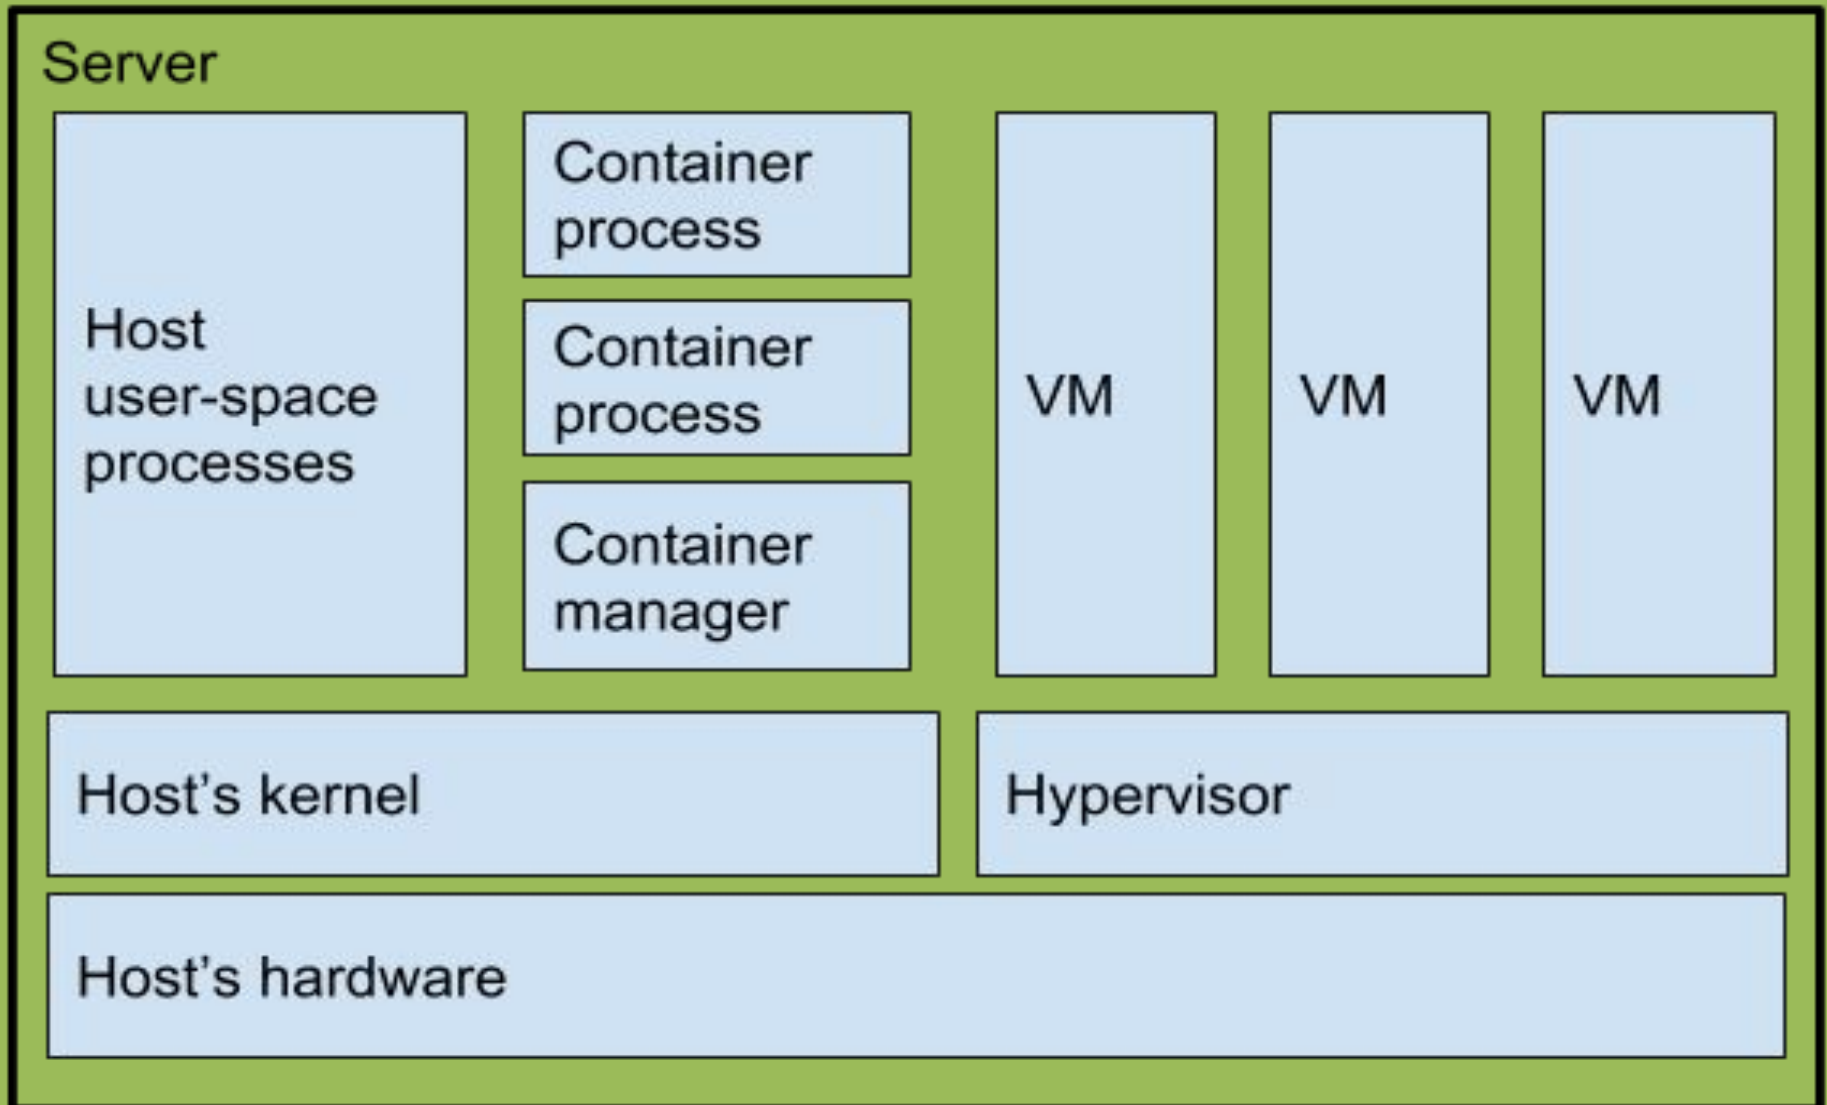 Server
Host
user-space
processes
Container
process
Container
process
Container
manager
VM
VM
VM
Host’s kernel
Hypervisor
Host’s hardware